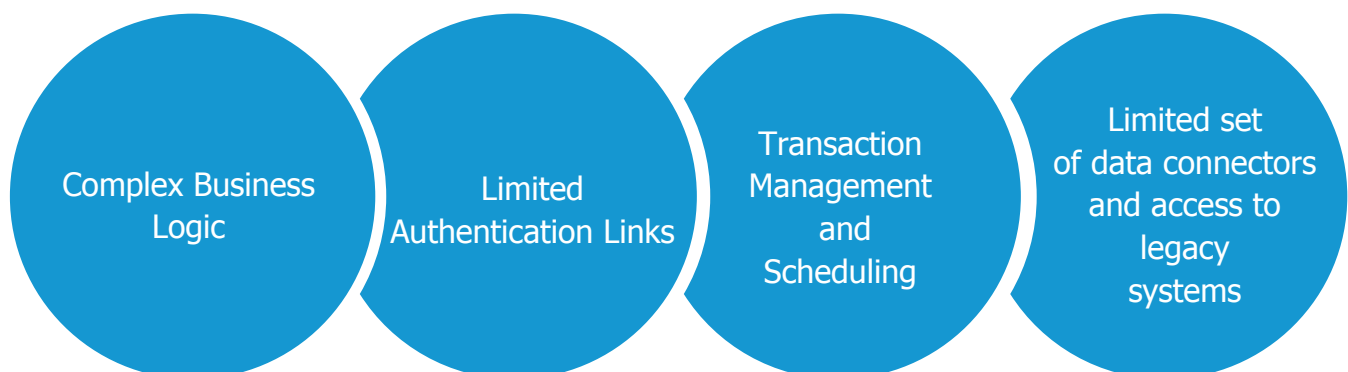 Complex Business
Logic
Limited
Authentication Links
Transaction
Management
and
Scheduling
Limited set
of data connectors
and access to
legacy
systems